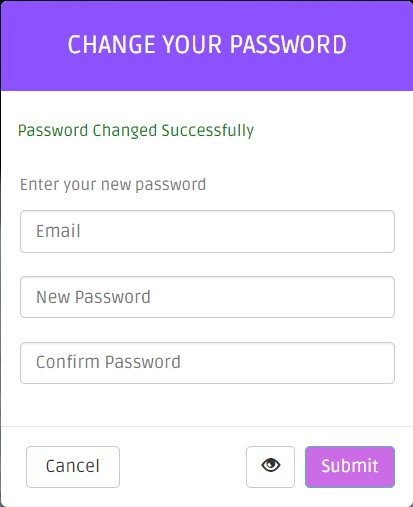 CHANGE YOUR PASSWORD
Password Changed Successfully
Enter your new password
Email
New Password
Confirm Password
Cancel
Submit